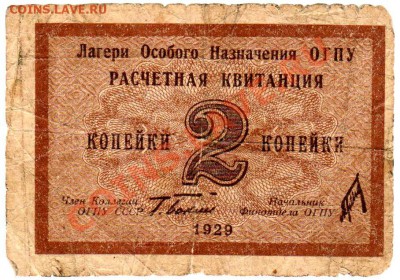 COINS.LAVE.RU
Лагери Особого Назначения ОГПУ
РАСЧЕТНАЯ КВИТАНЦИЯ
КОПЕЙКИ 2 КОПЕЙКИ
Член Коллегии Начальник
ОГПУ СССР Финотдела ОГПУ
1929